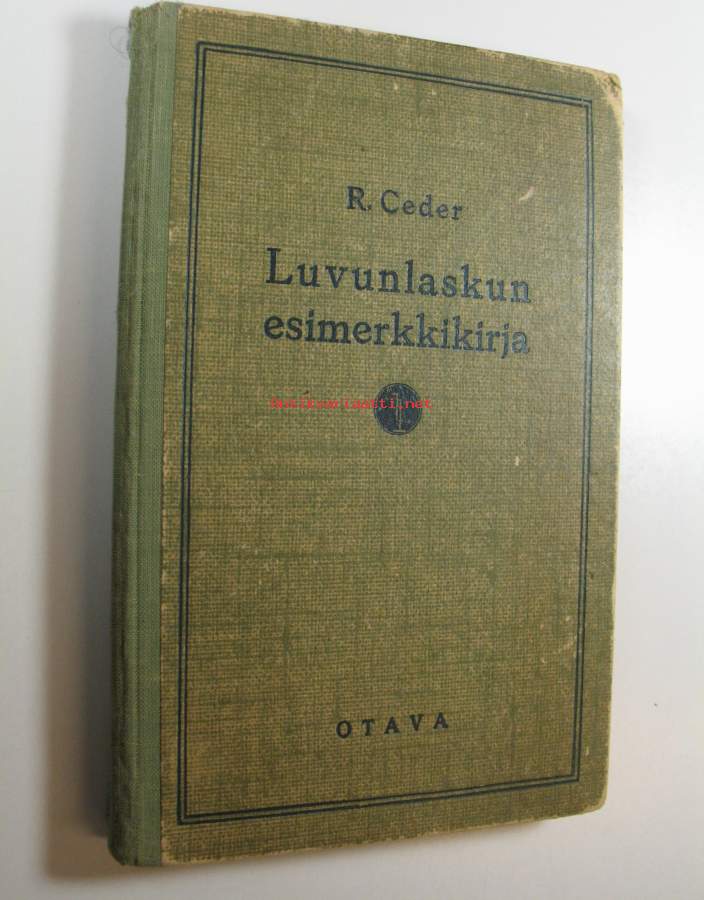 R. Ceder
Luvunlaskun
esimerkkikirja
Antikvariaatti.net
OTAVA